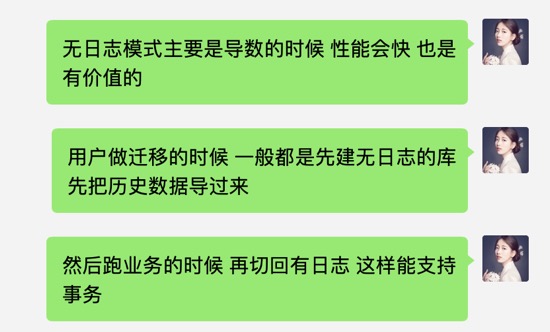 无日志模式主要是导数的时候 性能会快 也是
有价值的
用户做迁移的时候 一般都是先建无日志的库
先把历史数据导过来
然后跑业务的时候 再切回有日志 这样能支持
事务